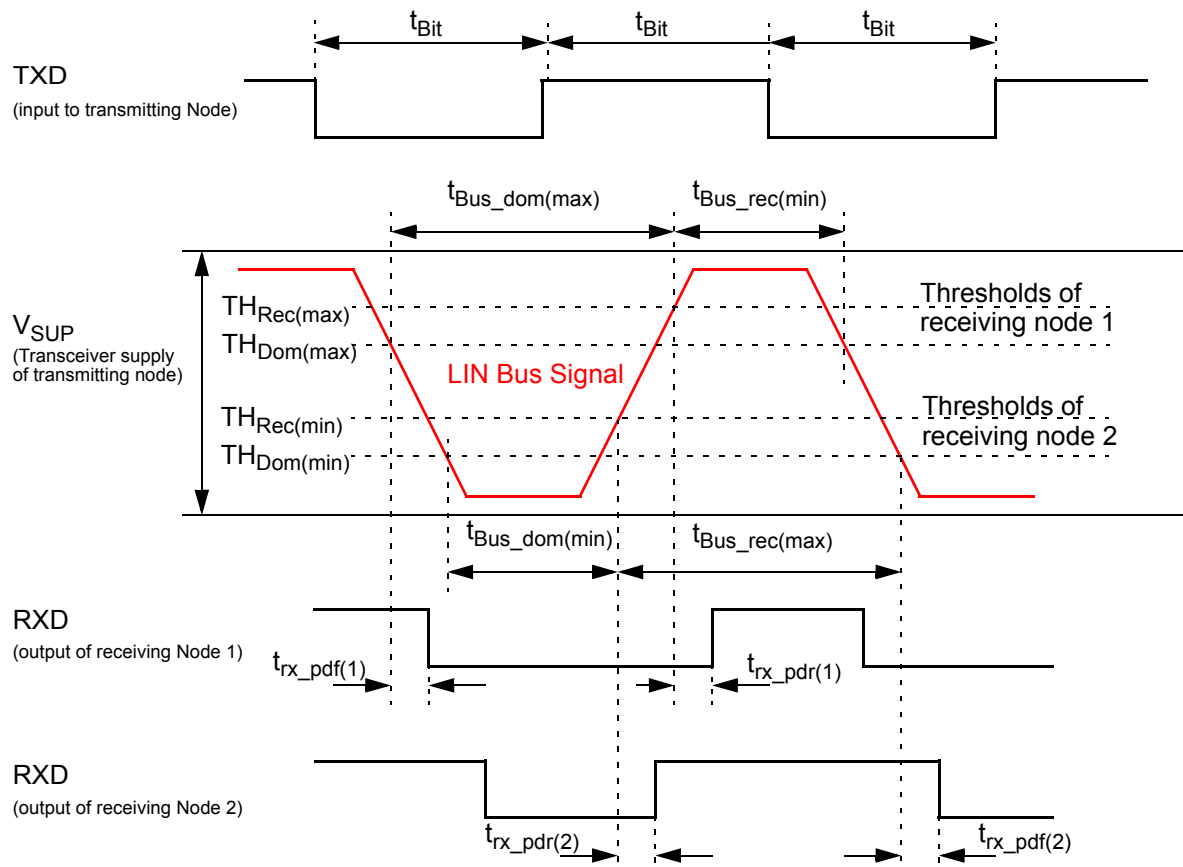 tBit tBit tBit
TXD
(input to transmitting Node)
tBus_dom(max) tBus_rec(min)
THRec(max)
Thresholds of
receiving node 1
VSUP
(Transceiver supply
of transmitting node)
THDom(max)
LIN Bus Signal
THRec(min)
Thresholds of
receiving node 2
THDom(min)
tBus_dom(min) tBus_rec(max)
RXD
(output of receiving Node 1)
trx_pdf(1) trx_pdr(1)
RXD
(output of receiving Node 2)
trx_pdr(2) trx_pdf(2)